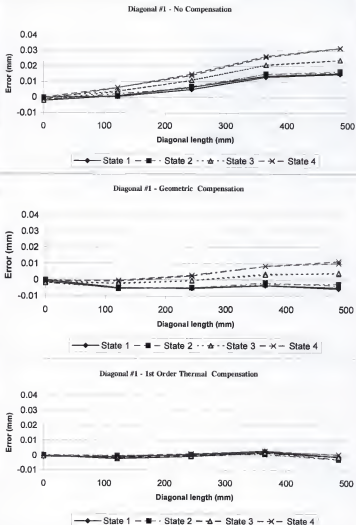 Diagonal #1 - No Compensation
0.04
0.03
0.02
0.01
0
-0.01
Error (mm)
0 100 200 300 400 500
Diagonal length (mm)
State 1 State 2 State 3 State 4
Diagonal #1 - Geometric Compensation
0.04
0.03
0.02
0.01
0
-0.01
Error (mm)
0 100 200 300 400 500
Diagonal length (mm)
State 1 State 2 State 3 State 4
Diagonal #1 - 1st Order Thermal Compensation
0.04
0.03
0.02
0.01
0
-0.01
Error (mm)
0 100 200 300 400 500
Diagonal length (mm)
State 1 State 2 State 3 State 4